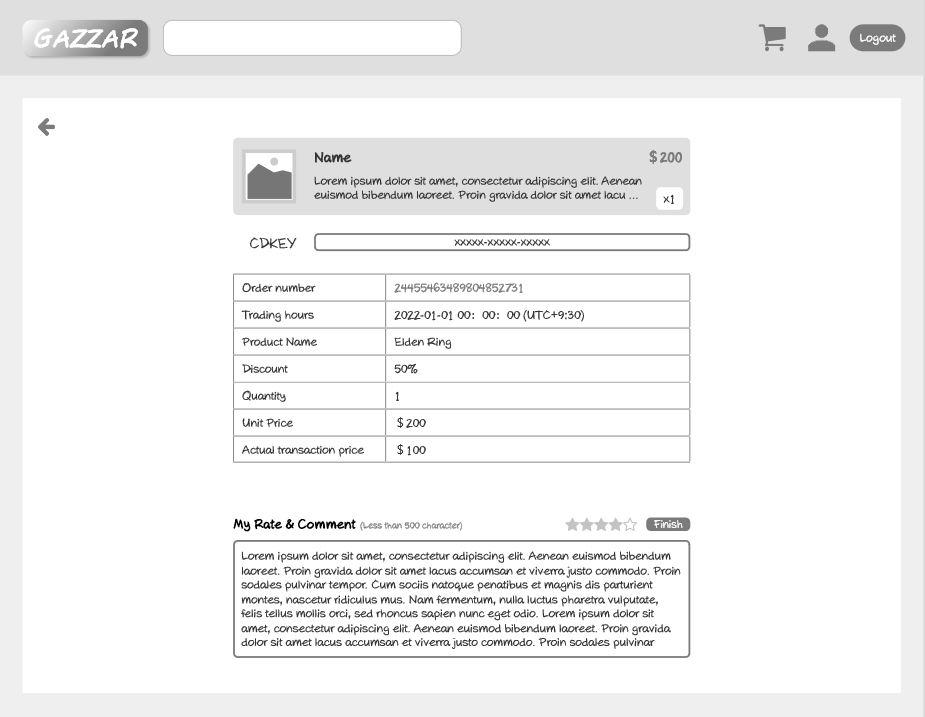 GAZZAR
Logout
Name
$ 200
Lorem ipsum dolor sit amet, consectetur adipiscing elit. Aenean
euismod bibendum laoreet. Proin gravida dolor sit amet lacu ...
x1
CDKEY
xxxxx-xxxxx-xxxxx
Order number 24455463489804852731
Trading hours 2022-01-01 00: 00: 00 (UTC+9:30)
Product Name Elden Ring
Discount 50%
Quantity 1
Unit Price $ 200
Actual transaction price $ 100
My Rate & Comment (Less than 500 character) Finish
Lorem ipsum dolor sit amet, consectetur adipiscing elit. Aenean euismod bibendum
laoreet. Proin gravida dolor sit amet lacus accumsan et viverra justo commodo. Proin
sodales pulvinar tempor. Cum sociis natoque penatibus et magnis dis parturient
montes, nascetur ridiculus mus. Nam fermentum, nulla luctus pharetra vulputate,
felis tellus mollis orci, sed rhoncus sapien nunc eget odio. Lorem ipsum dolor sit
amet, consectetur adipiscing elit. Aenean euismod bibendum laoreet. Proin gravida
dolor sit amet lacus accumsan et viverra justo commodo. Proin sodales pulvinar